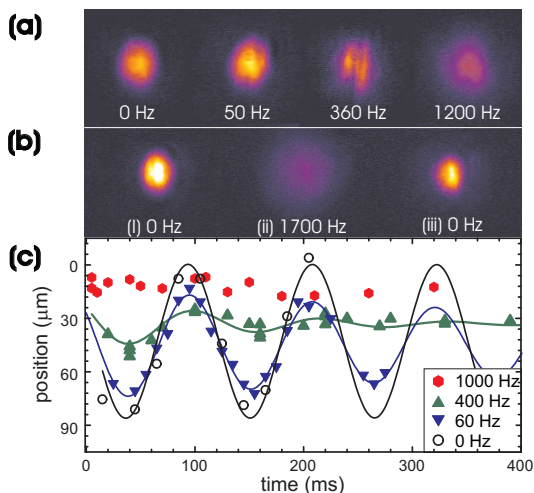 (a)
0 Hz 50 Hz 360 Hz 1200 Hz
(b)
(i) 0 Hz (ii) 1700 Hz (iii) 0 Hz
(c)
0
30
60
90
position (μm)
1000 Hz
400 Hz
60 Hz
0 Hz
0 100 200 300 400
time (ms)